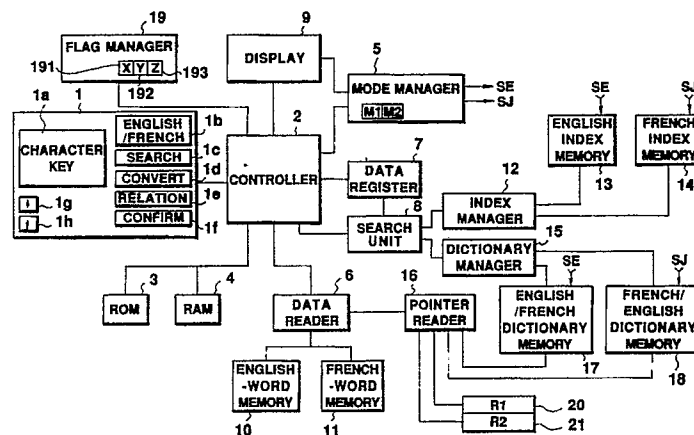 19
FLAG MANAGER
191
X Y Z
193
192
9
DISPLAY
5
MODE MANAGER
M1 M2
SE
SJ
1
1a
CHARACTER KEY
ENGLISH /FRENCH
1b
SEARCH
1c
CONVERT
1d
RELATION
1e
CONFIRM
1f
1g
1h
2
CONTROLLER
7
DATA REGISTER
8
SEARCH UNIT
12
INDEX MANAGER
15
DICTIONARY MANAGER
SE
ENGLISH INDEX MEMORY
13
SJ
FRENCH INDEX MEMORY
14
3
ROM
4
RAM
6
DATA READER
16
POINTER READER
SE
ENGLISH /FRENCH DICTIONARY MEMORY
17
SJ
FRENCH/ ENGLISH DICTIONARY MEMORY
18
ENGLISH -WORD MEMORY
10
FRENCH -WORD MEMORY
11
R1
20
R2
21